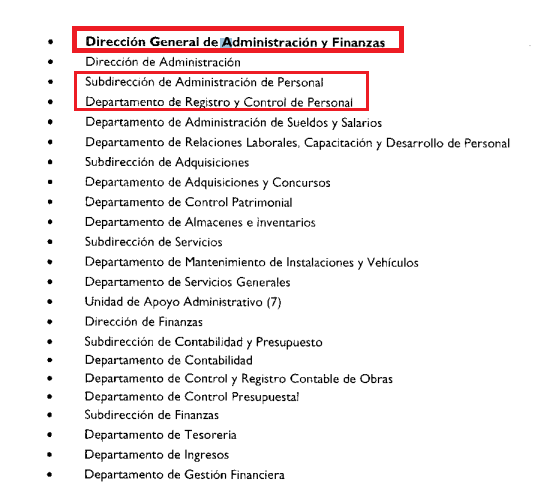 • Dirección General de Administración y Finanzas
• Dirección de Administración
• Subdirección de Administración de Personal
• Departamento de Registro y Control de Personal
• Departamento de Administración de Sueldos y Salarios
• Departamento de Relaciones Laborales, Capacitación y Desarrollo de Personal
• Subdirección de Adquisiciones
• Departamento de Adquisiciones y Concursos
• Departamento de Control Patrimonial
• Departamento de Almacenes e Inventarios
• Subdirección de Servicios
• Departamento de Mantenimiento de Instalaciones y Vehículos
• Departamento de Servicios Generales
• Unidad de Apoyo Administrativo (7)
• Dirección de Finanzas
• Subdirección de Contabilidad y Presupuesto
• Departamento de Contabilidad
• Departamento de Control y Registro Contable de Obras
• Departamento de Control Presupuestal
• Subdirección de Finanzas
• Departamento de Tesorería
• Departamento de Ingresos
• Departamento de Gestión Financiera